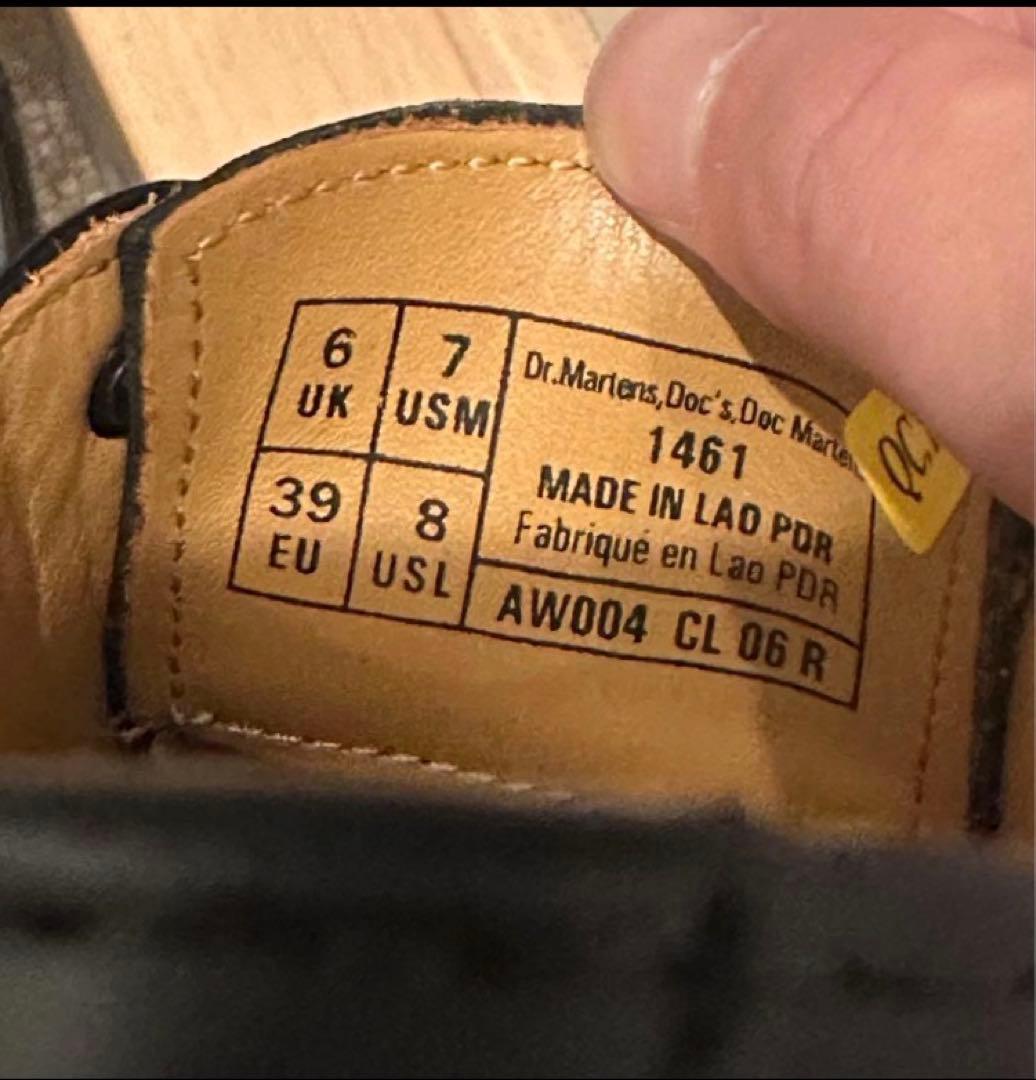 6 UK
7 USM
39 EU
8 USL
Dr.Martens,Doc's,Doc
1461
MADE IN LAO PDR
Fabriqué en Lao PDR
AW004 CL 06 R